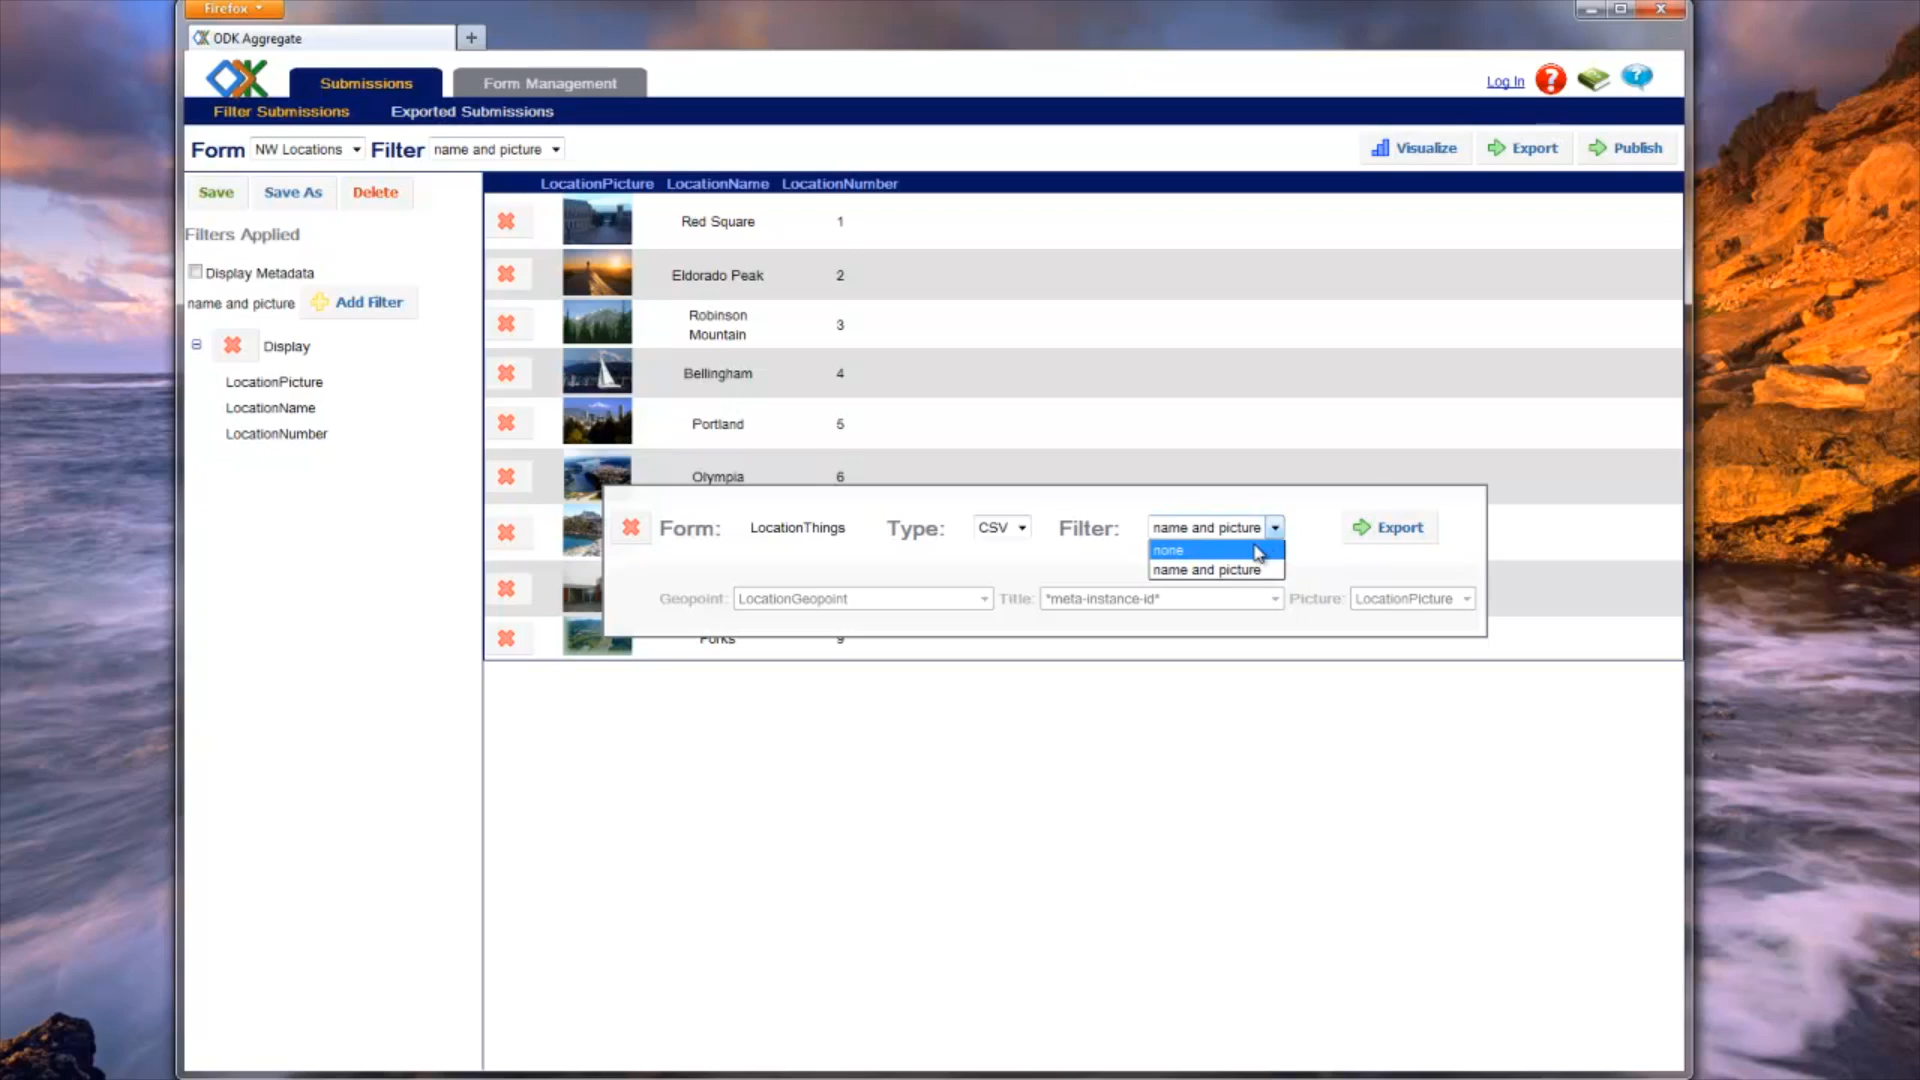 Firefox
ODK Aggregate
+
Submissions
Form Management
Log In
Filter Submissions
Exported Submissions
Form
NW Locations
Filter
name and picture
Visualize
Export
Publish
Save
Save As
Delete
Filters Applied
Display Metadata
name and picture
Add Filter
Display
LocationPicture
LocationName
LocationNumber
LocationPicture LocationName LocationNumber
Red Square 1
Eldorado Peak 2
Robinson
Mountain 3
Bellingham 4
Portland 5
Olympia 6
Form: LocationThings Type: CSV Filter: name and picture Export
none
name and picture
Geopoint: LocationGeopoint Title: *meta-instance-id* Picture: LocationPicture
Forks 9